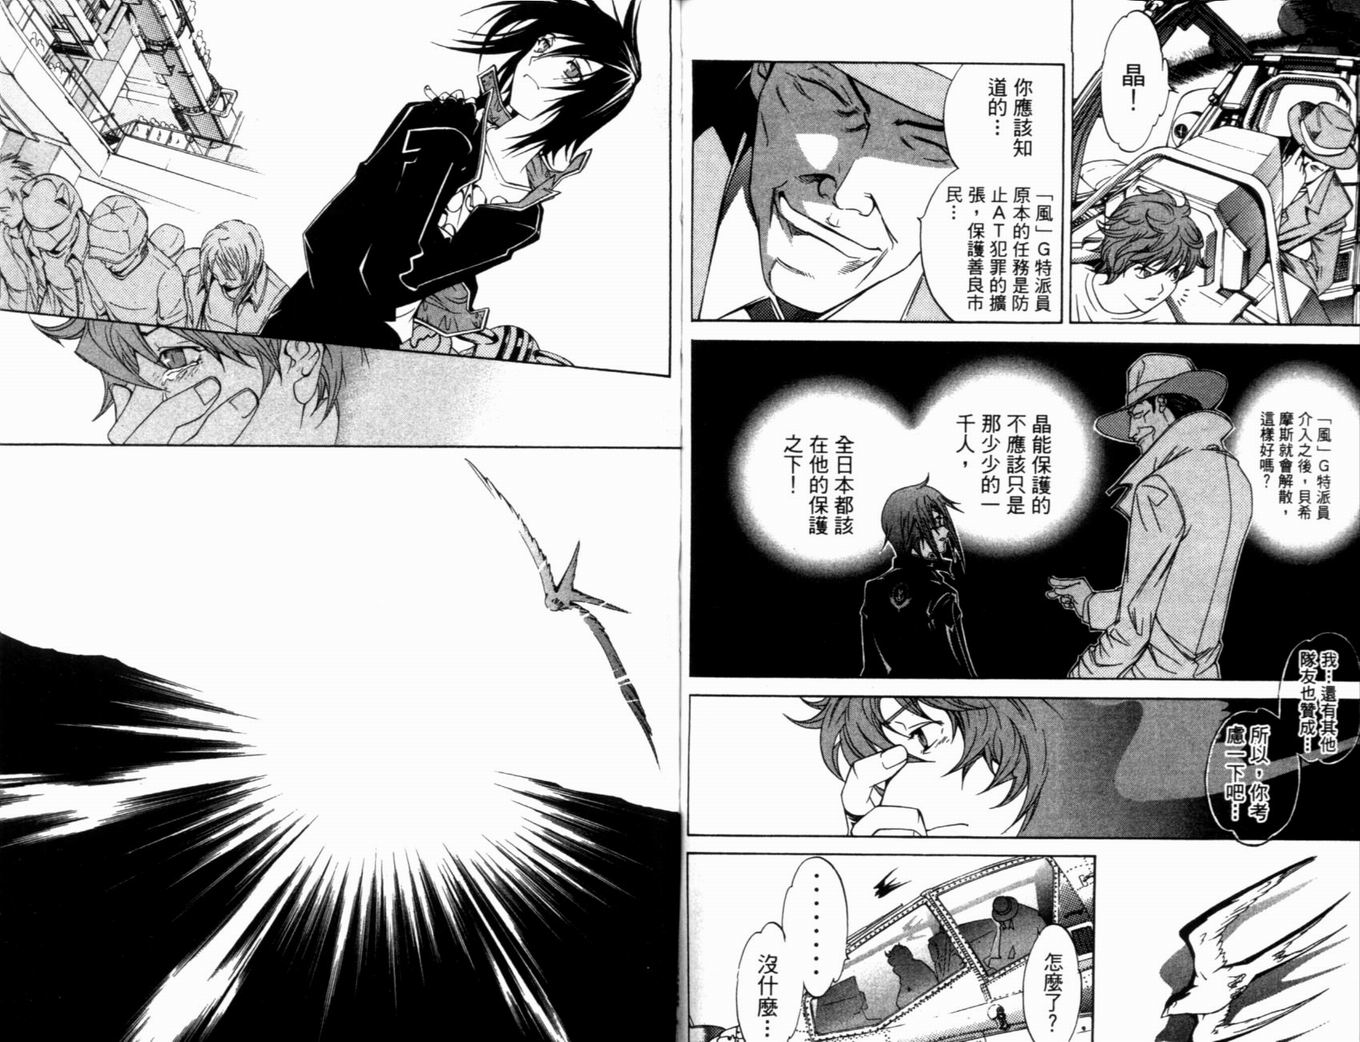 晶！
你應該知
道的…
「風」G特派員
原本的任務是防
止AT犯罪的擴
張，保護善良市
民…
「風」G特派員
介入之後，貝希
摩斯就會解散，
這樣好嗎？
晶能保護的
不應該只是
那少少的一
千人，
全日本都該
在他的保護
之下！
我…還有其他
隊友也贊成…
所以，你考
慮一下吧…
怎麼了？
………
沒什麼…